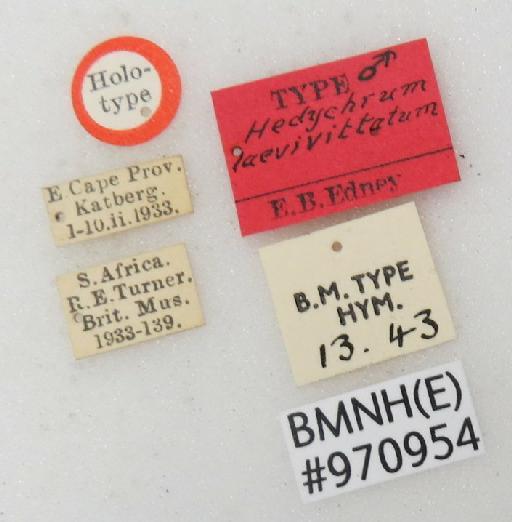 Holo-
type
TYPE ♂
Hedychrum
laevivittatum
E.B. Edney
E Cape Prov.
Katberg.
1-10.ii.1933.
S. Africa.
R.E. Turner.
Brit. Mus.
1933-139.
B.M. TYPE
HYM.
13.43
BMNH(E)
#970954